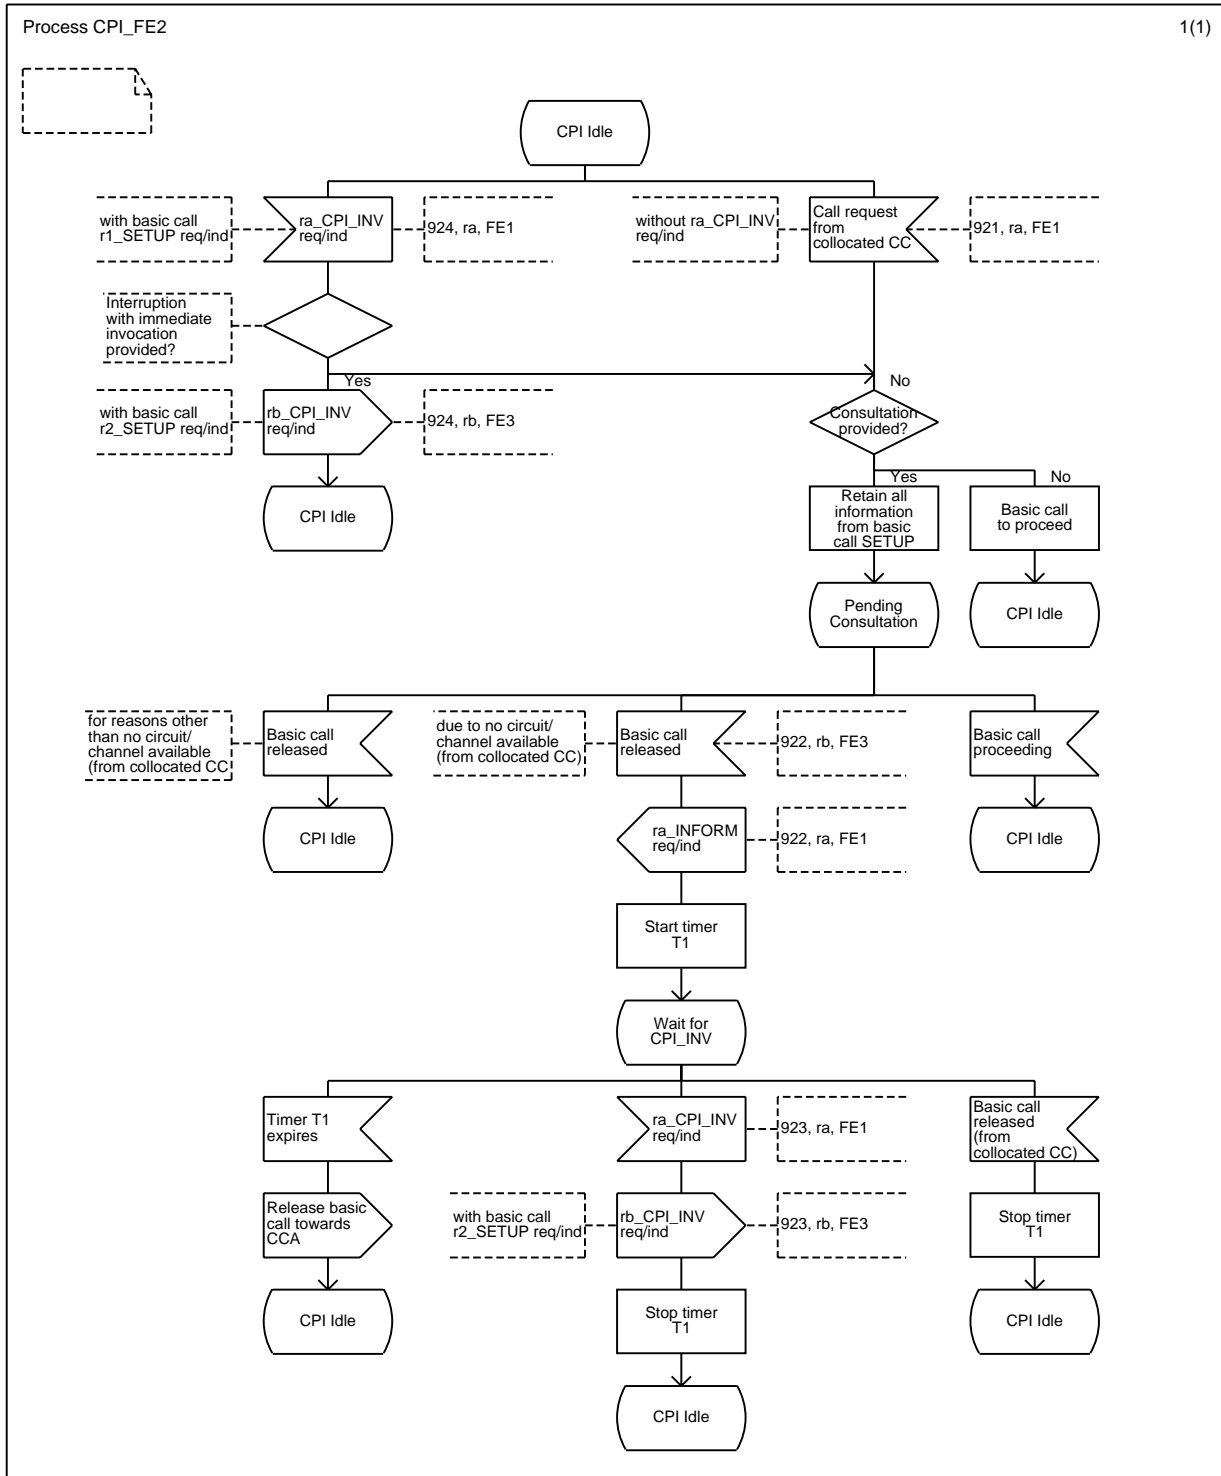 Process CPI_FE2
1(1)
CPI Idle
with basic call
r1_SETUP req/ind
ra_CPI_INV
req/ind
924, ra, FE1
without ra_CPI_INV
req/ind
Call request
from
collocated CC
921, ra, FE1
Interruption
with immediate
invocation
provided?
Yes
No
with basic call
r2_SETUP req/ind
rb_CPI_INV
req/ind
924, rb, FE3
Consultation
provided?
Yes
No
CPI Idle
Retain all
information
from basic
call SETUP
Basic call
to proceed
Pending
Consultation
CPI Idle
for reasons other
than no circuit/
channel available
(from collocated CC
Basic call
released
due to no circuit/
channel available
(from collocated CC)
Basic call
released
922, rb, FE3
Basic call
proceeding
CPI Idle
ra_INFORM
req/ind
922, ra, FE1
CPI Idle
Start timer
T1
Wait for
CPI_INV
Timer T1
expires
ra_CPI_INV
req/ind
923, ra, FE1
Basic call
released
(from
collocated CC)
Release basic
call towards
CCA
with basic call
r2_SETUP req/ind
rb_CPI_INV
req/ind
923, rb, FE3
Stop timer
T1
CPI Idle
Stop timer
T1
CPI Idle
CPI Idle